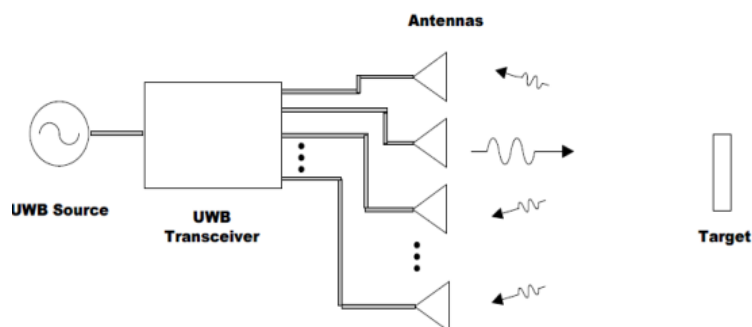 Antennas
UWB Source
UWB
Transceiver
Target